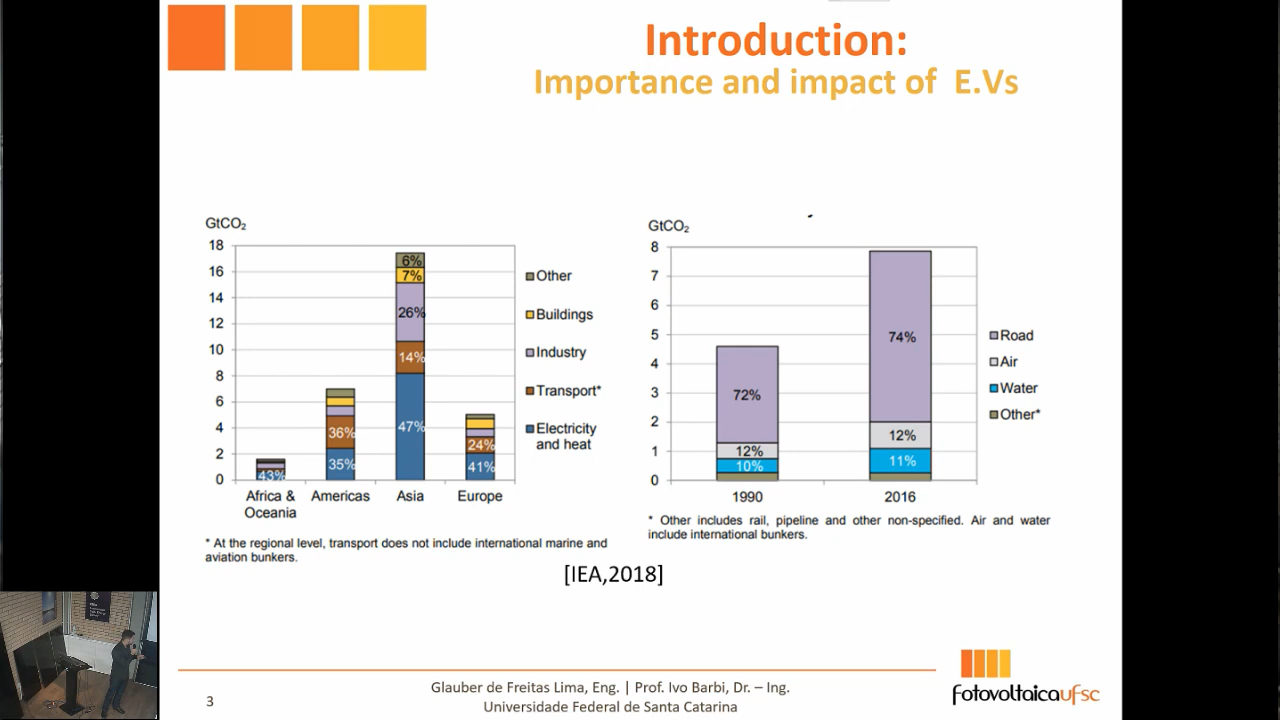 Introduction:
Importance and impact of E.Vs
GtCO₂
18
16
14
12
10
8
6
4
2
0
6%
7%
26%
14%
47%
36%
35%
43%
24%
41%
Africa & Oceania
Americas
Asia
Europe
Other
Buildings
Industry
Transport*
Electricity
and heat
* At the regional level, transport does not include international marine and
aviation bunkers.
GtCO₂
8
7
6
5
4
3
2
1
0
72%
12%
10%
74%
12%
11%
1990
2016
Road
Air
Water
Other*
* Other includes rail, pipeline and other non-specified. Air and water
include international bunkers.
[IEA,2018]
3
Glauber de Freitas Lima, Eng. | Prof. Ivo Barbi, Dr. – Ing.
Universidade Federal de Santa Catarina
fotovoltaicaufsc